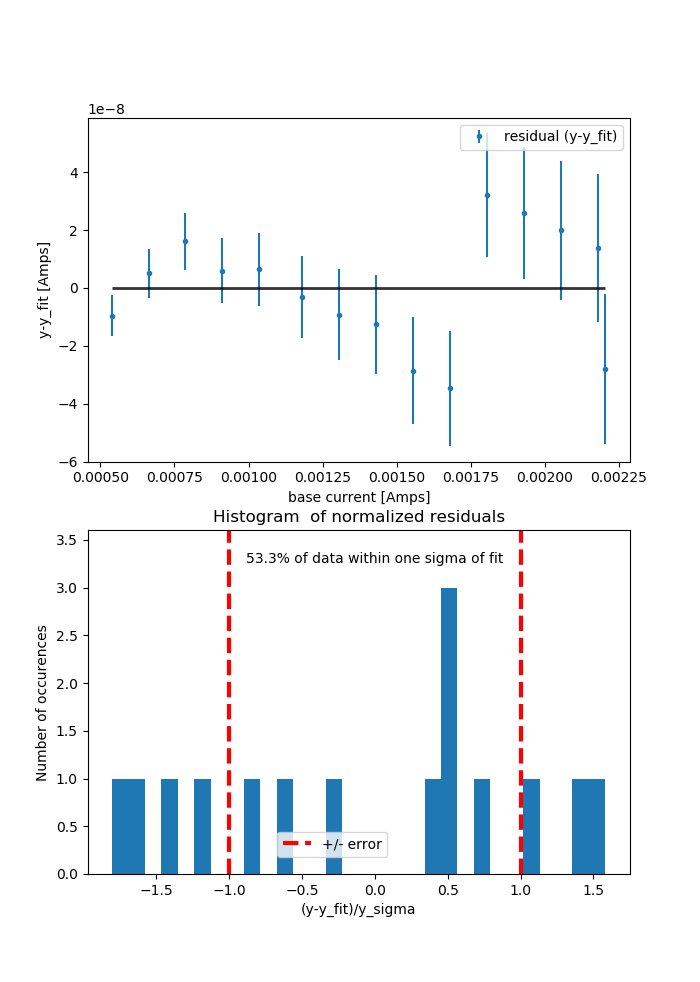 1e−8
residual (y-y_fit)
4
2
0
−2
−4
−6
y-y_fit [Amps]
0.00050 0.00075 0.00100 0.00125 0.00150 0.00175 0.00200 0.00225
base current [Amps]
Histogram  of normalized residuals
53.3% of data within one sigma of fit
3.5
3.0
2.5
2.0
1.5
1.0
0.5
0.0
Number of occurences
+/- error
−1.5 −1.0 −0.5 0.0 0.5 1.0 1.5
(y-y_fit)/y_sigma